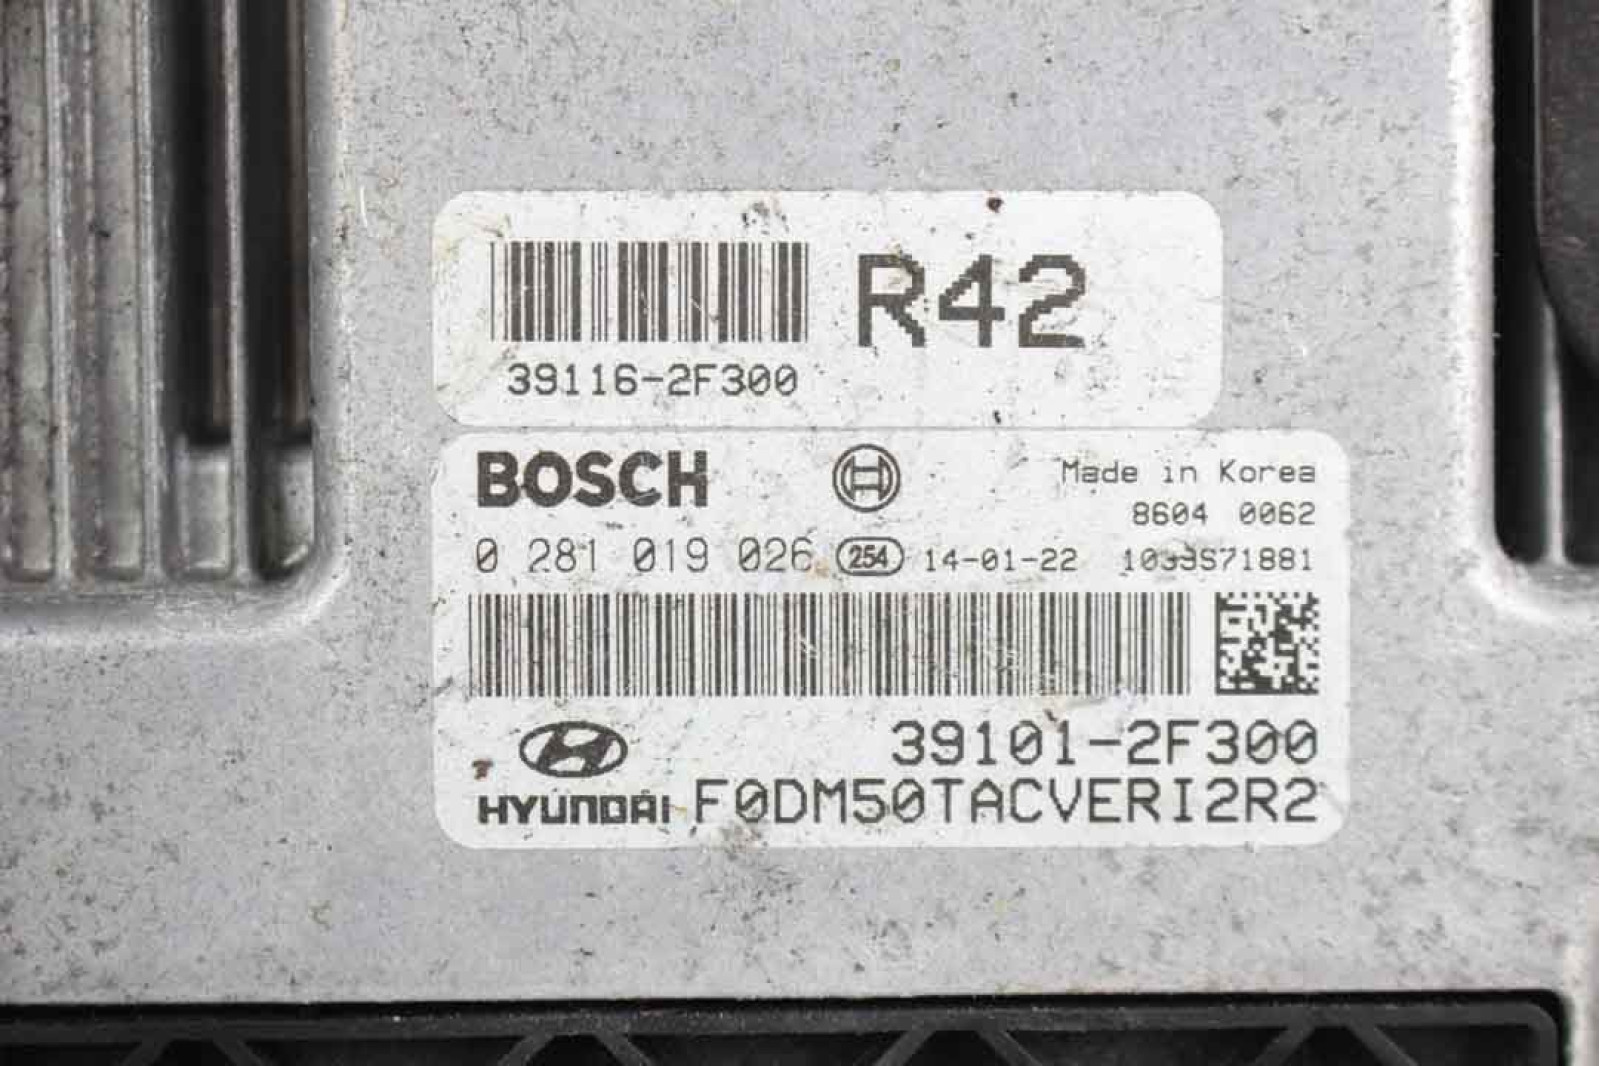 R42
39116-2F300
BOSCH
Made in Korea
8604 0062
0 281 019 026 254 14-01-22 1039S71881
39101-2F300
HYUNDAI F0DM50TACVERI2R2